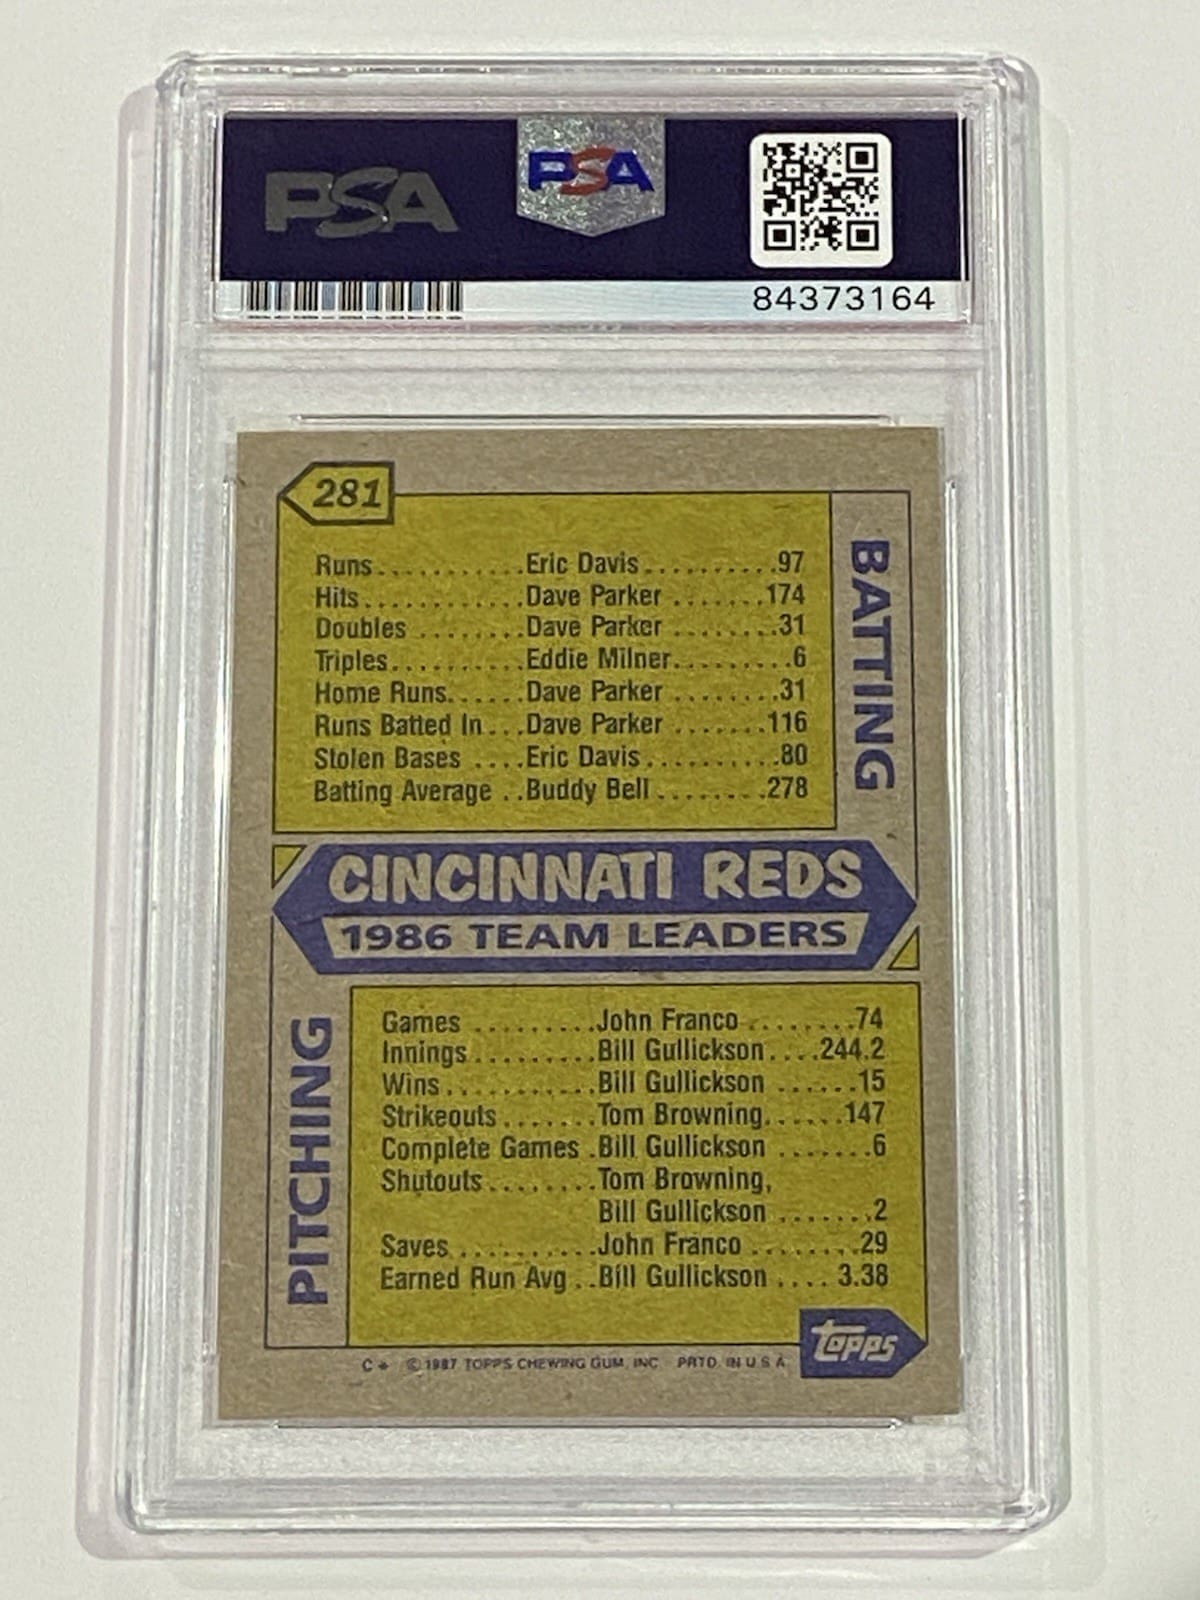 PSA PSA
84373164
281
BATTING
Runs...........Eric Davis..........97
Hits............Dave Parker .......174
Doubles ........Dave Parker ........31
Triples..........Eddie Milner.........6
Home Runs......Dave Parker ........31
Runs Batted In...Dave Parker .......116
Stolen Bases ....Eric Davis..........80
Batting Average ..Buddy Bell ........278
CINCINNATI REDS
1986 TEAM LEADERS
PITCHING
Games .........John Franco ........74
Innings..........Bill Gullickson ....244.2
Wins............Bill Gullickson ......15
Strikeouts .......Tom Browning......147
Complete Games .Bill Gullickson .......6
Shutouts ........Tom Browning,
Bill Gullickson .......2
Saves...........John Franco ........29
Earned Run Avg ..Bill Gullickson .... 3.38
C* © 1987 TOPPS CHEWING GUM, INC. PRTD. IN U.S.A.
TOPPS